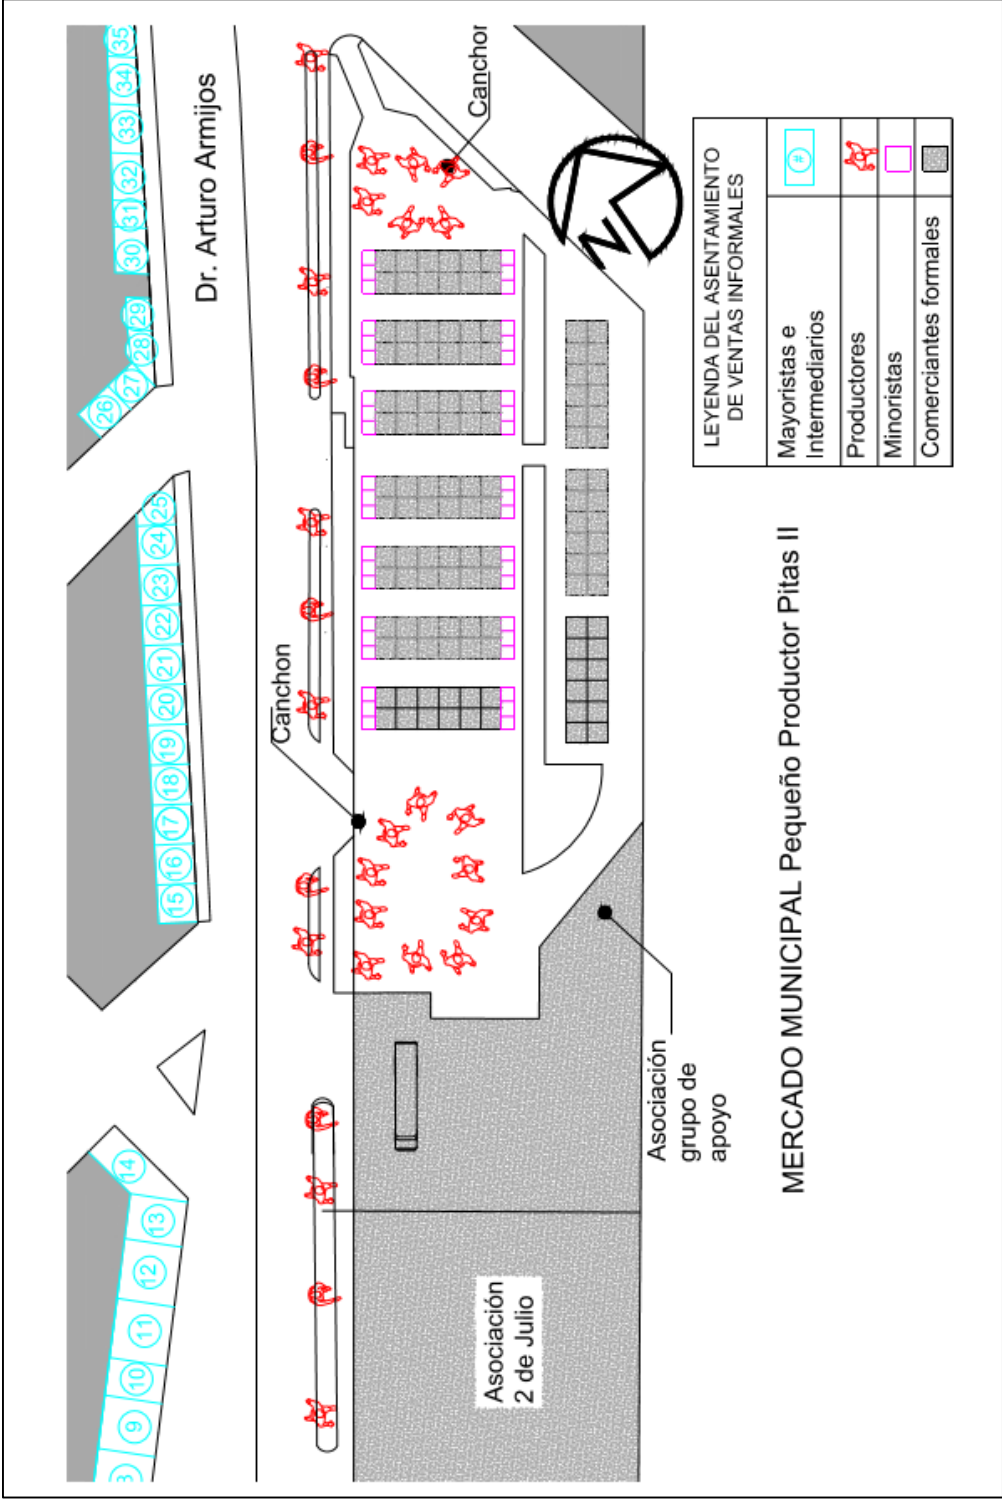 9
10
11
12
13
14
15
16
17
18
19
20
21
22
23
24
25
26
27
28
29
30
31
32
33
34
35
Dr. Arturo Armijos
Canchon
Canchon
N
Asociación
2 de Julio
Asociación
grupo de
apoyo
MERCADO MUNICIPAL Pequeño Productor Pitas II
LEYENDA DEL ASENTAMIENTO
DE VENTAS INFORMALES
Mayoristas e
Intermediarios
#
Productores
Minoristas
Comerciantes formales